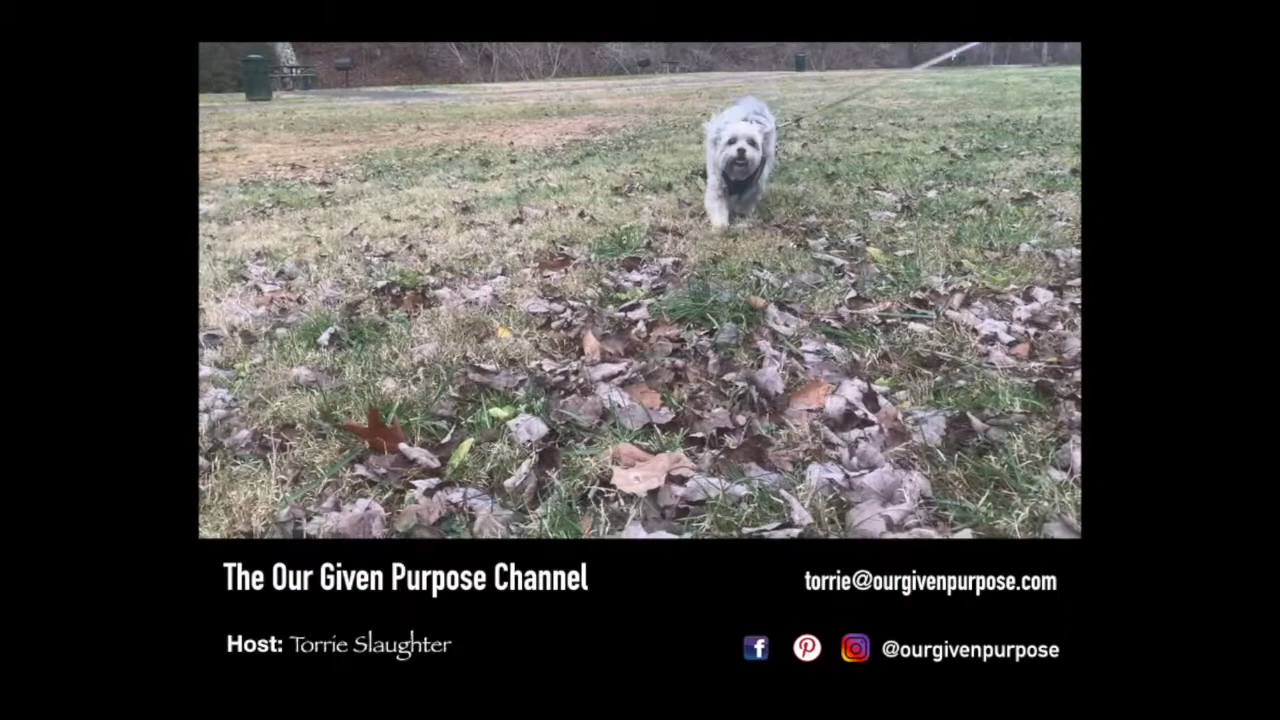 The Our Given Purpose Channel
torrie@ourgivenpurpose.com
Host: Torrie Slaughter
@ourgivenpurpose